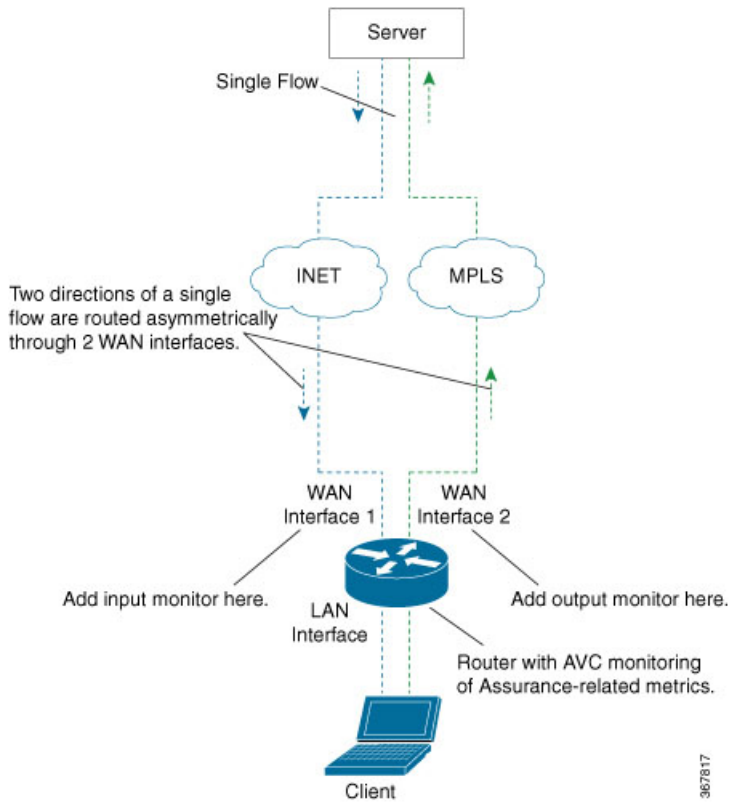 Server
Single Flow
INET
MPLS
Two directions of a single
flow are routed asymmetrically
through 2 WAN interfaces.
WAN
Interface 1
WAN
Interface 2
Add input monitor here.
Add output monitor here.
LAN
Interface
Router with AVC monitoring
of Assurance-related metrics.
Client
367817